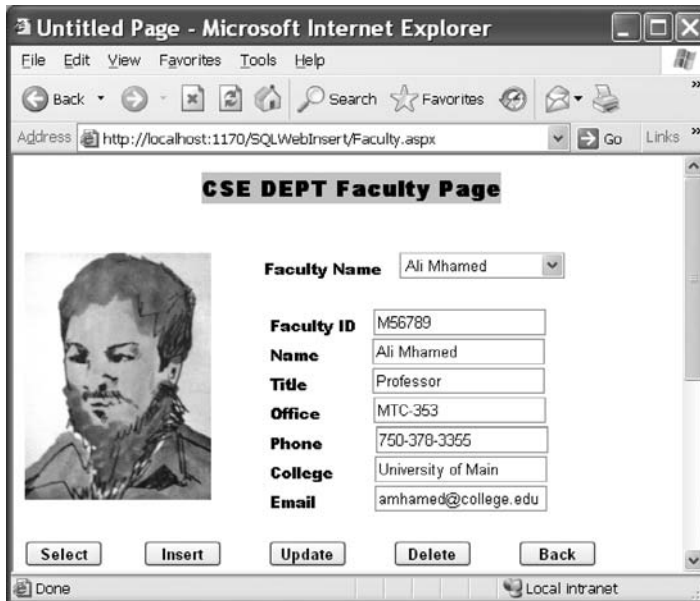 Untitled Page - Microsoft Internet Explorer
File Edit View Favorites Tools Help
Back Search Favorites »
Address http://localhost:1170/SQLWebInsert/Faculty.aspx Go Links »
CSE DEPT Faculty Page
Faculty Name Ali Mhamed
Faculty ID M56789
Name Ali Mhamed
Title Professor
Office MTC-353
Phone 750-378-3355
College University of Main
Email amhamed@college.edu
Select Insert Update Delete Back
Done Local intranet